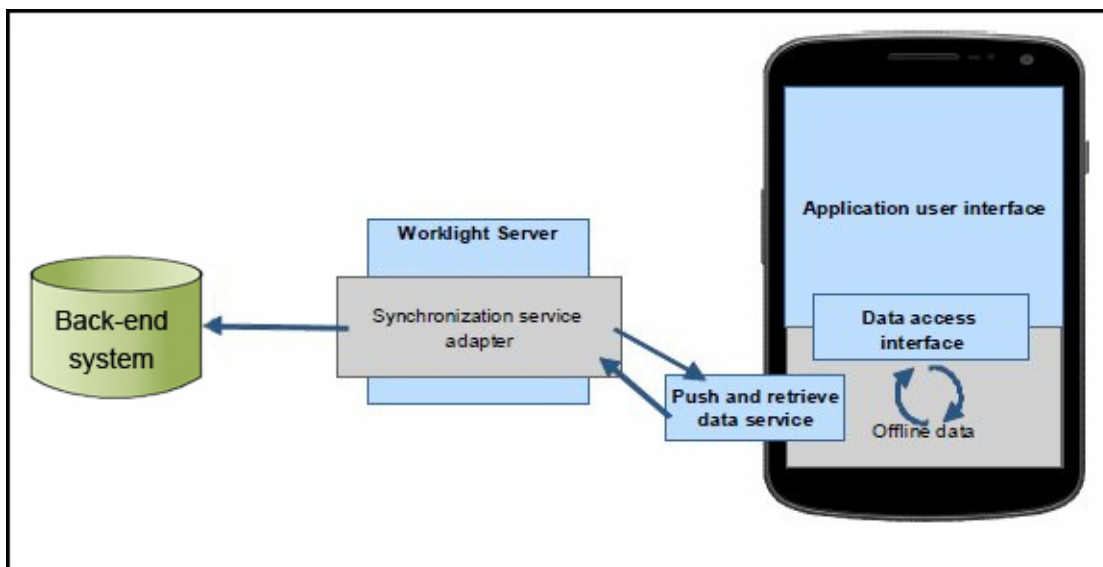 Application user interface
Worklight Server
Back-end
system
Synchronization service
adapter
Data access
interface
Push and retrieve
data service
Offline data